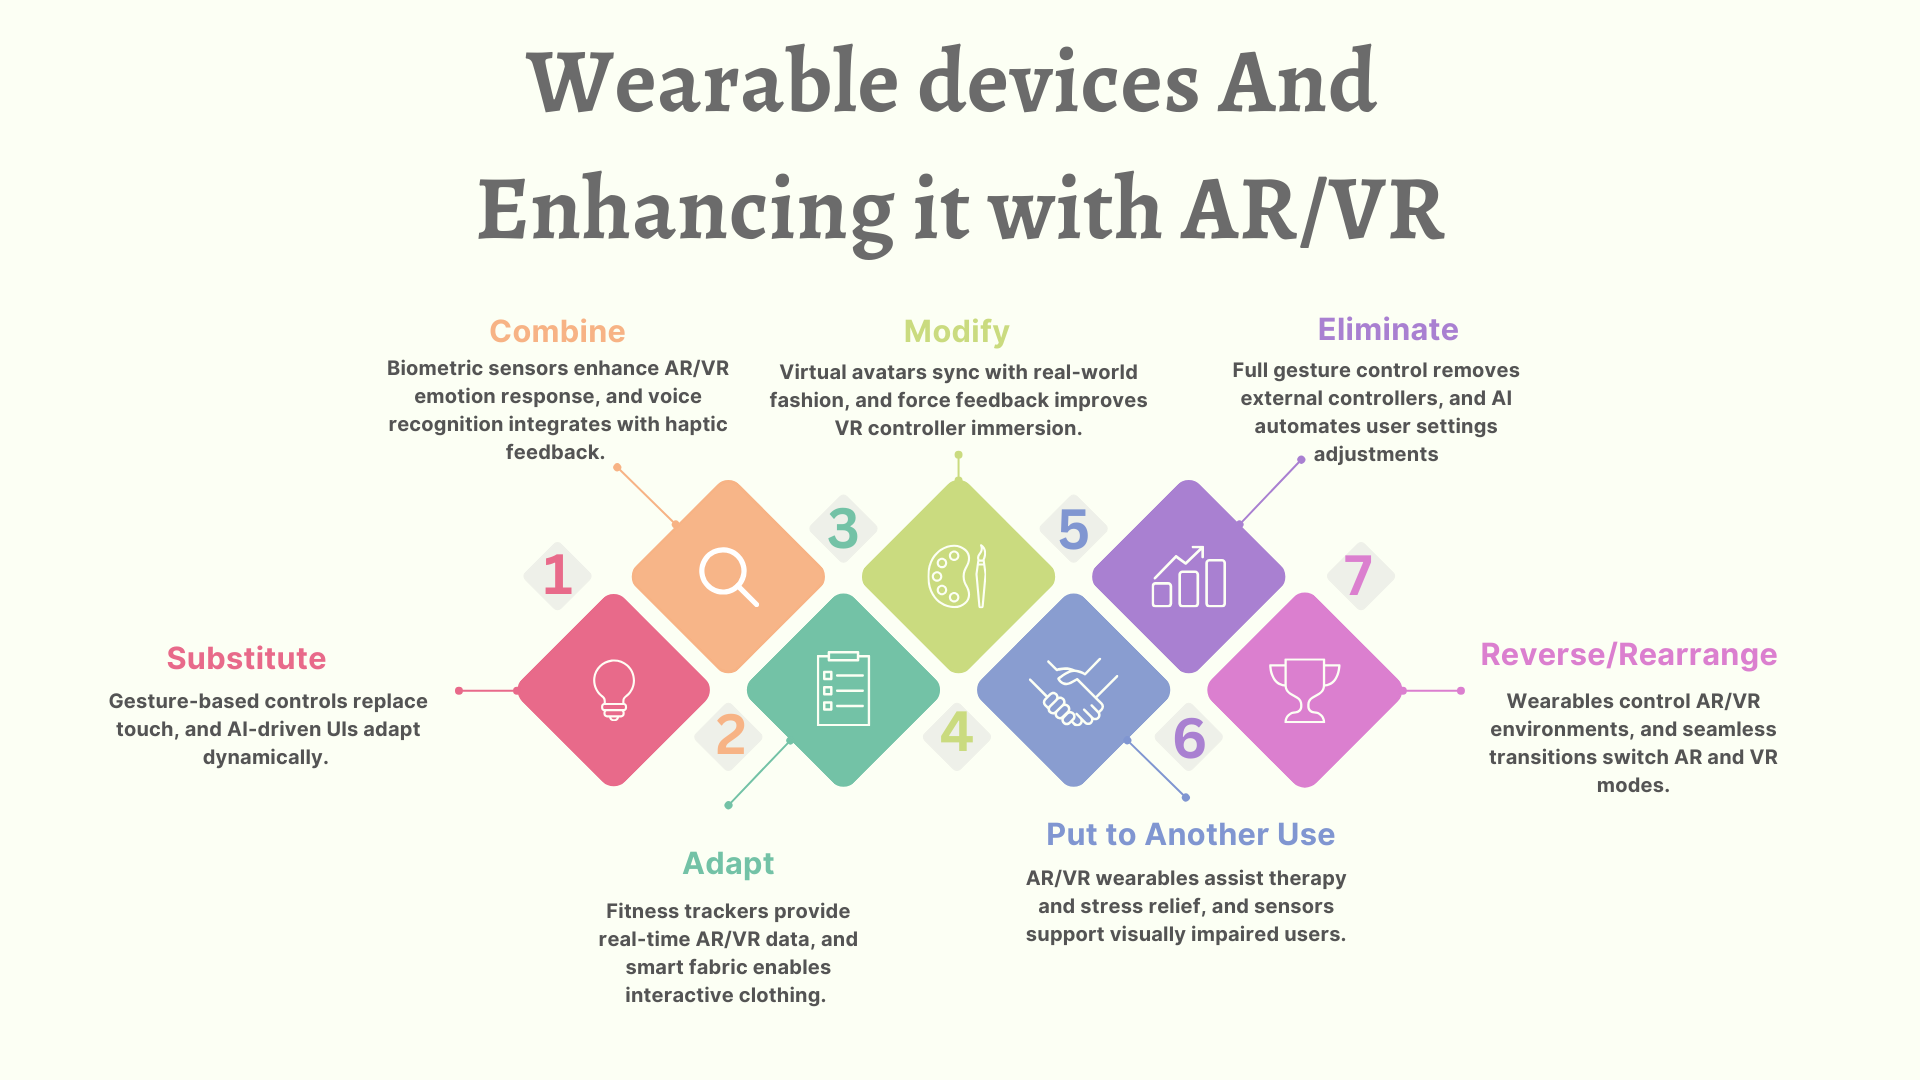 Wearable devices And
Enhancing it with AR/VR
Combine
Biometric sensors enhance AR/VR
emotion response, and voice
recognition integrates with haptic
feedback.
Modify
Virtual avatars sync with real-world
fashion, and force feedback improves
VR controller immersion.
Eliminate
Full gesture control removes
external controllers, and AI
automates user settings
adjustments
1
3
5
7
Substitute
Gesture-based controls replace
touch, and AI-driven UIs adapt
dynamically.
2
4
6
Reverse/Rearrange
Wearables control AR/VR
environments, and seamless
transitions switch AR and VR
modes.
Adapt
Fitness trackers provide
real-time AR/VR data, and
smart fabric enables
interactive clothing.
Put to Another Use
AR/VR wearables assist therapy
and stress relief, and sensors
support visually impaired users.